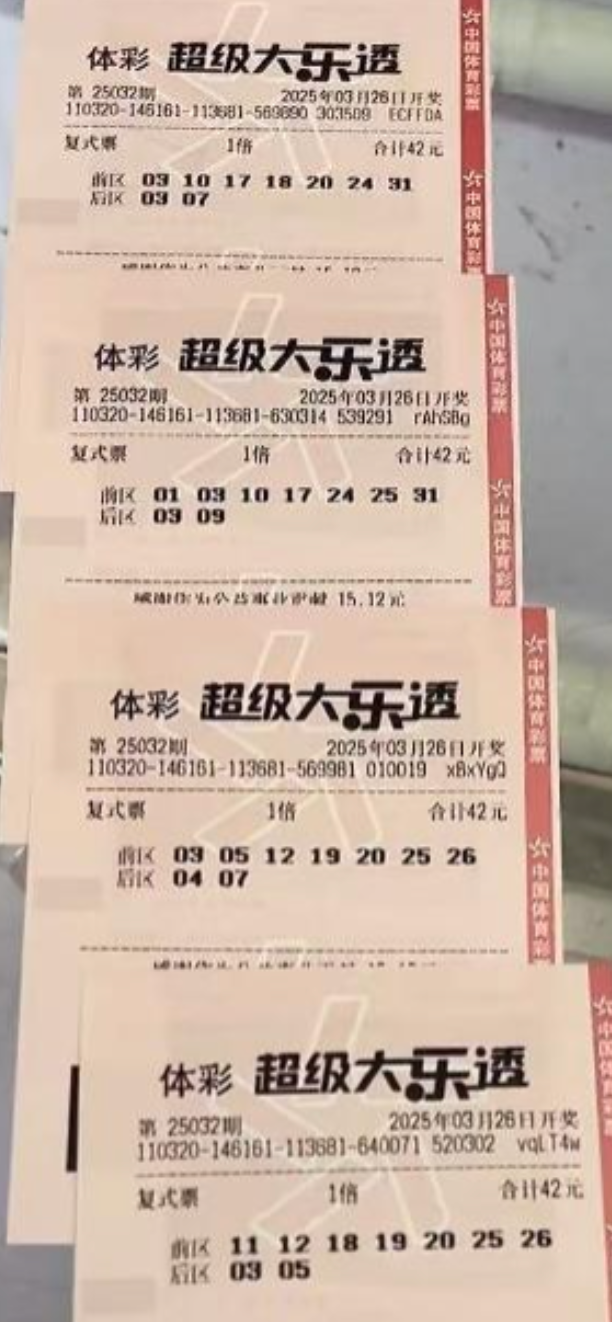 体彩 超级大乐透
第 25032期 2025年03月26日开奖
110320-146161-113681-569890 303509 ECFFDA
复式票 1倍 合计42元
前区 03 10 17 18 20 24 31
后区 03 07
中国体育彩票
中国体育彩票
体彩 超级大乐透
第 25032期 2025年03月26日开奖
110320-146161-113681-630314 539291 rAhSBg
复式票 1倍 合计42元
前区 01 03 10 17 24 25 31
后区 03 09
感谢您为公益事业贡献 15.12元
中国体育彩票
中国体育彩票
体彩 超级大乐透
第 25032期 2025年03月26日开奖
110320-146161-113681-569981 010019 xBxYgQ
复式票 1倍 合计42元
前区 03 05 12 19 20 25 26
后区 04 07
中国体育彩票
中国体育彩
体彩 超级大乐透
第 25032期 2025年03月26日开奖
110320-146161-113681-640071 520302 vqLT4w
复式票 1倍 合计42元
前区 11 12 18 19 20 25 26
后区 03 05